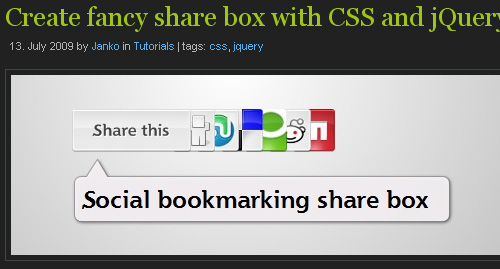 Create fancy share box with CSS and jQuery
13. July 2009 by Janko in Tutorials | tags: css, jquery
Share this
Social bookmarking share box